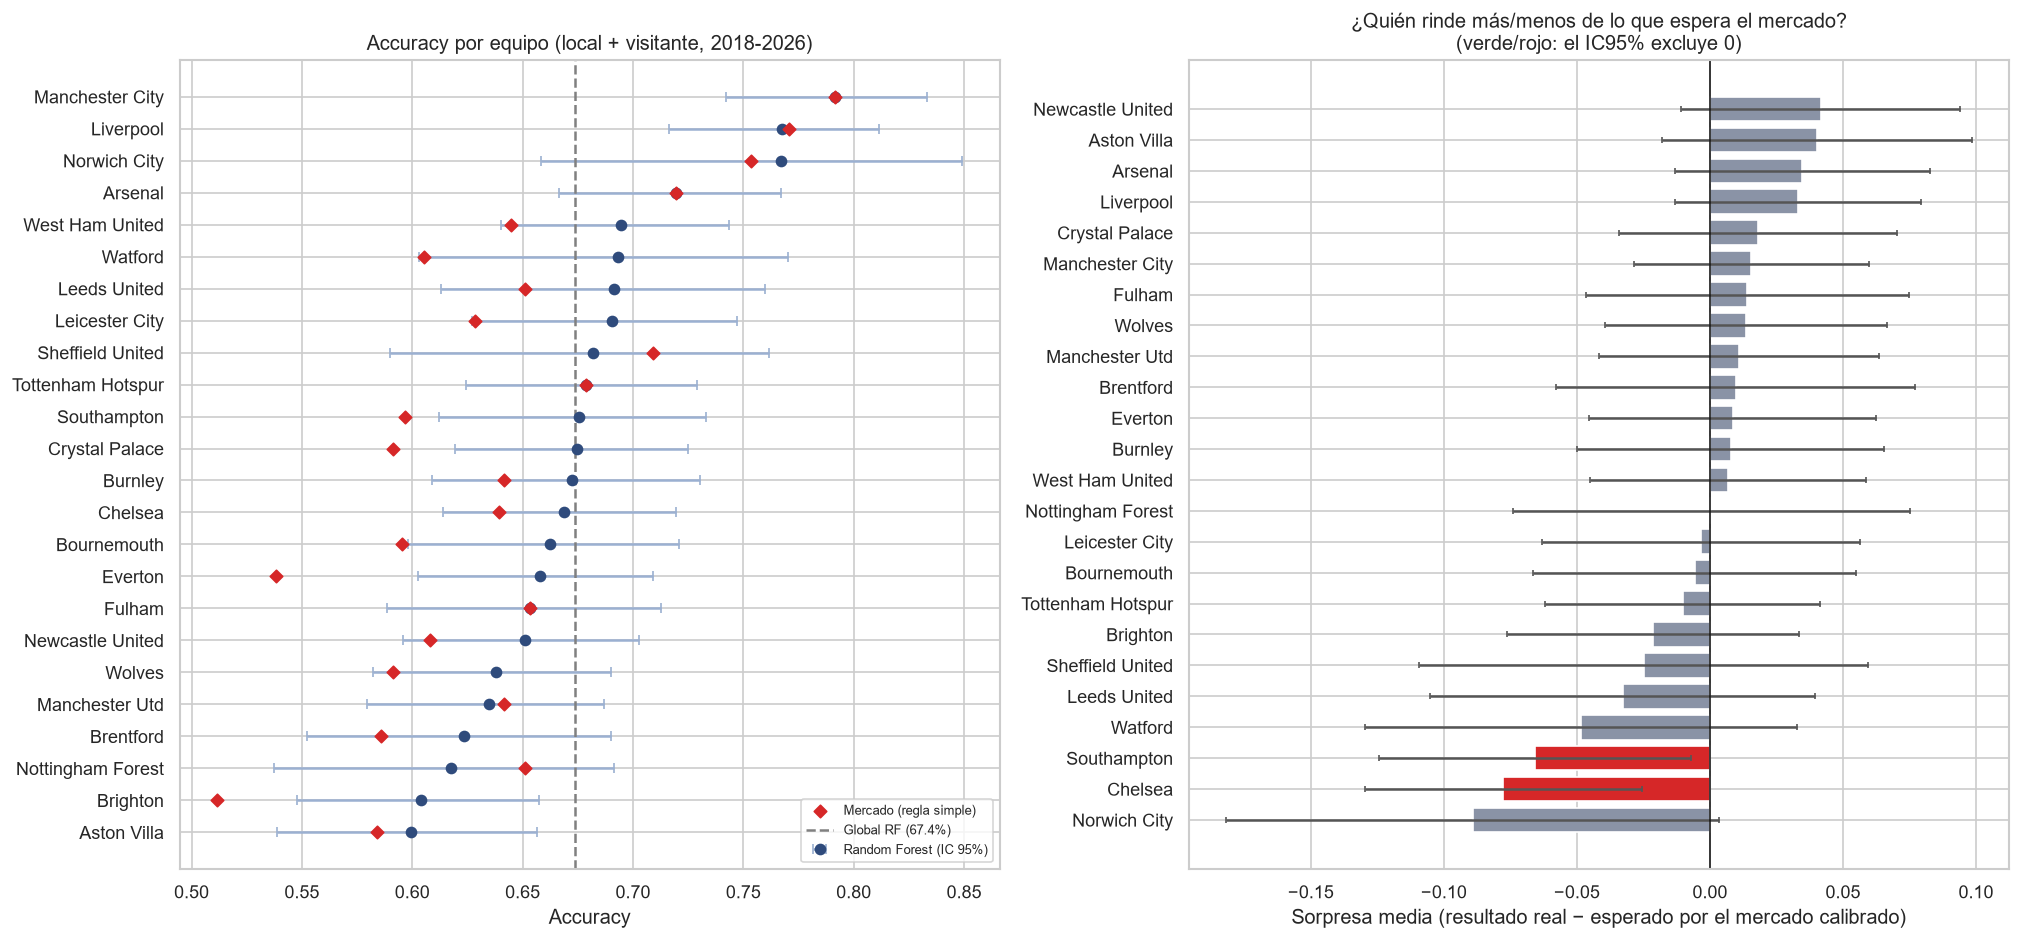 Accuracy por equipo (local + visitante, 2018-2026)
Manchester City
Liverpool
Norwich City
Arsenal
West Ham United
Watford
Leeds United
Leicester City
Sheffield United
Tottenham Hotspur
Southampton
Crystal Palace
Burnley
Chelsea
Bournemouth
Everton
Fulham
Newcastle United
Wolves
Manchester Utd
Brentford
Nottingham Forest
Brighton
Aston Villa
Mercado (regla simple)
Global RF (67.4%)
Random Forest (IC 95%)
0.50 0.55 0.60 0.65 0.70 0.75 0.80 0.85
Accuracy
¿Quién rinde más/menos de lo que espera el mercado?
(verde/rojo: el IC95% excluye 0)
Newcastle United
Aston Villa
Arsenal
Liverpool
Crystal Palace
Manchester City
Fulham
Wolves
Manchester Utd
Brentford
Everton
Burnley
West Ham United
Nottingham Forest
Leicester City
Bournemouth
Tottenham Hotspur
Brighton
Sheffield United
Leeds United
Watford
Southampton
Chelsea
Norwich City
−0.15 −0.10 −0.05 0.00 0.05 0.10
Sorpresa media (resultado real − esperado por el mercado calibrado)